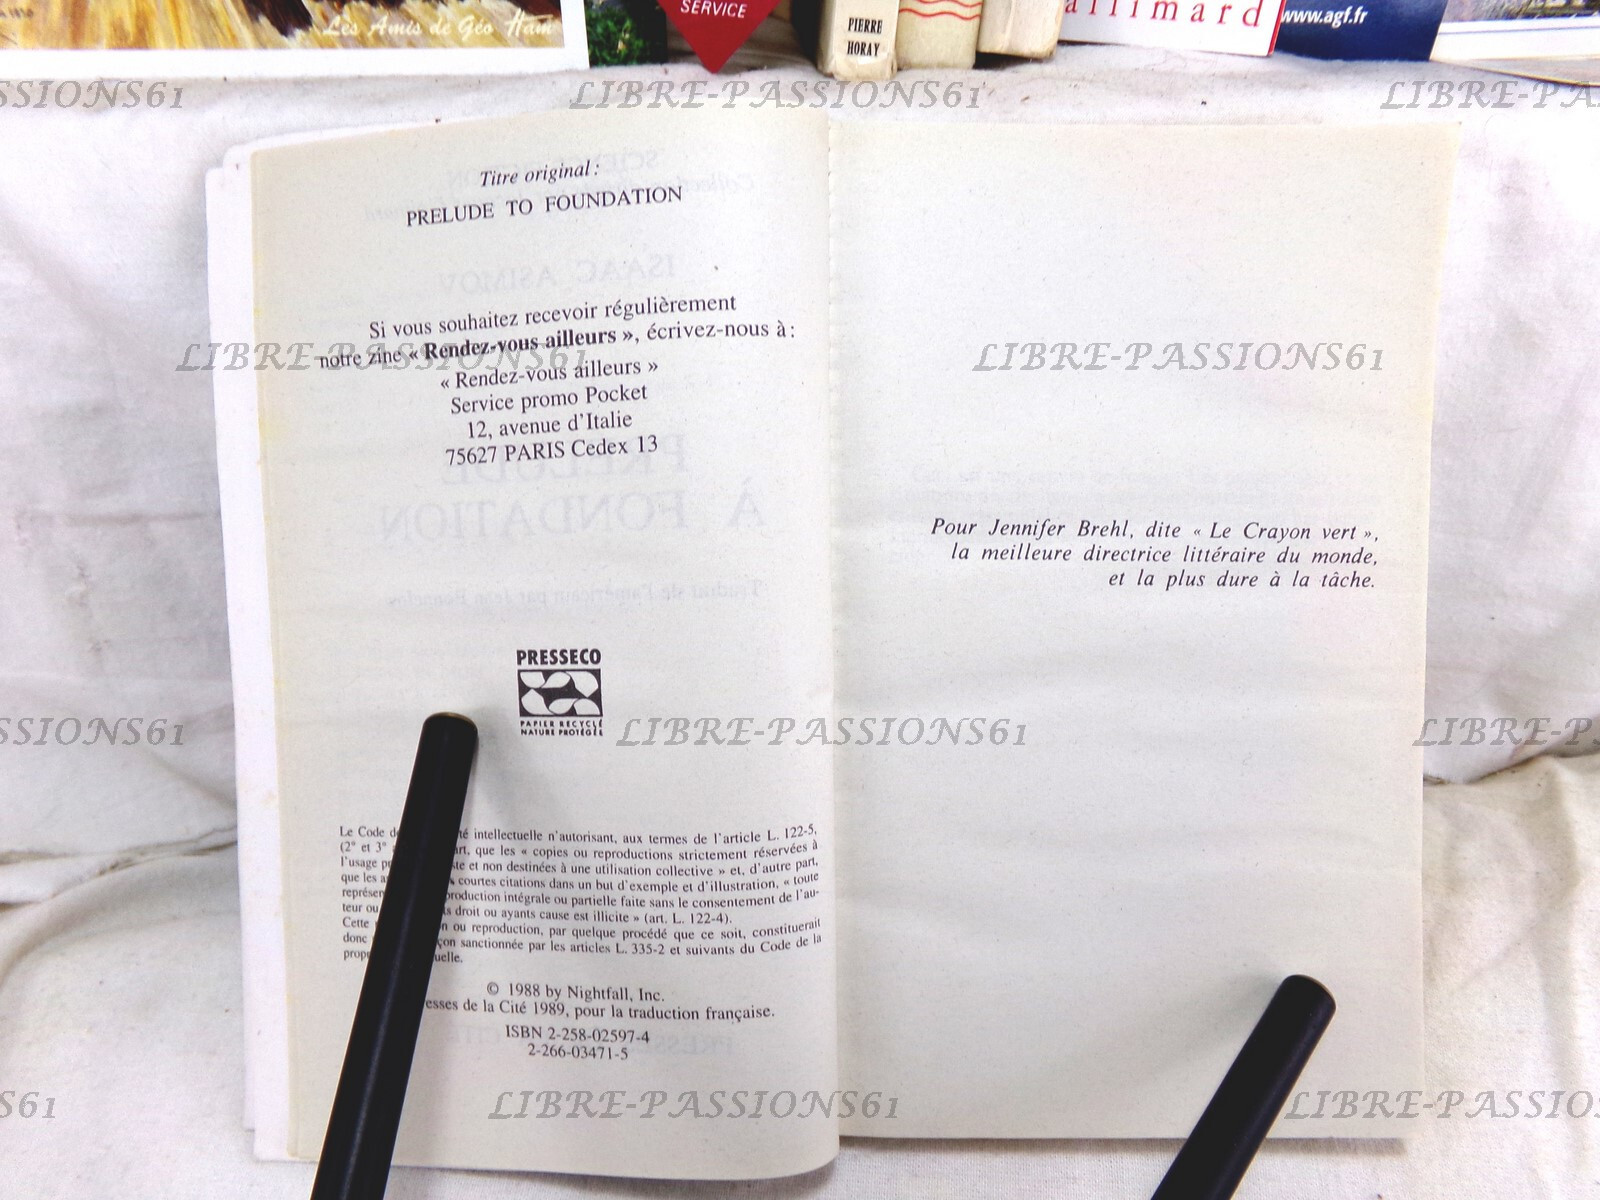 Les Amis de Géo Ham
SERVICE
PIERRE
HORAY
allimard
www.agf.fr
LIBRE-PASSIONS61
Titre original :
PRELUDE TO FOUNDATION
Si vous souhaitez recevoir régulièrement
notre zine « Rendez-vous ailleurs », écrivez-nous à :
« Rendez-vous ailleurs »
Service promo Pocket
12, avenue d'Italie
75627 PARIS Cedex 13
ISAAC ASIMOV
PRÉLUDE
À FONDATION
PRESSECO
PAPIER RECYCLÉ
NATURE PROTÉGÉE
Le Code intellectuelle n'autorisant, aux termes de l'article L. 122-5,
(2° et 3° que les « copies ou reproductions strictement réservées à
l'usage et non destinées à une utilisation collective » et, d'autre part,
que les courtes citations dans un but d'exemple et d'illustration, « toute
intégrale ou partielle faite sans le consentement de l'au-
teur ou droit ou ayants cause est illicite » (art. L. 122-4).
Cette ou reproduction, par quelque procédé que ce soit, constituerait
donc sanctionnée par les articles L. 335-2 et suivants du Code de la
© 1988 by Nightfall, Inc.
de la Cité 1989, pour la traduction française.
ISBN 2-258-02597-4
2-266-03471-5
Pour Jennifer Brehl, dite « Le Crayon vert »,
la meilleure directrice littéraire du monde,
et la plus dure à la tâche.
LIBRE-PASSIONS61
LIBRE-PASSIONS61
LIBRE-PASSIONS61
LIBRE-PASSIONS61